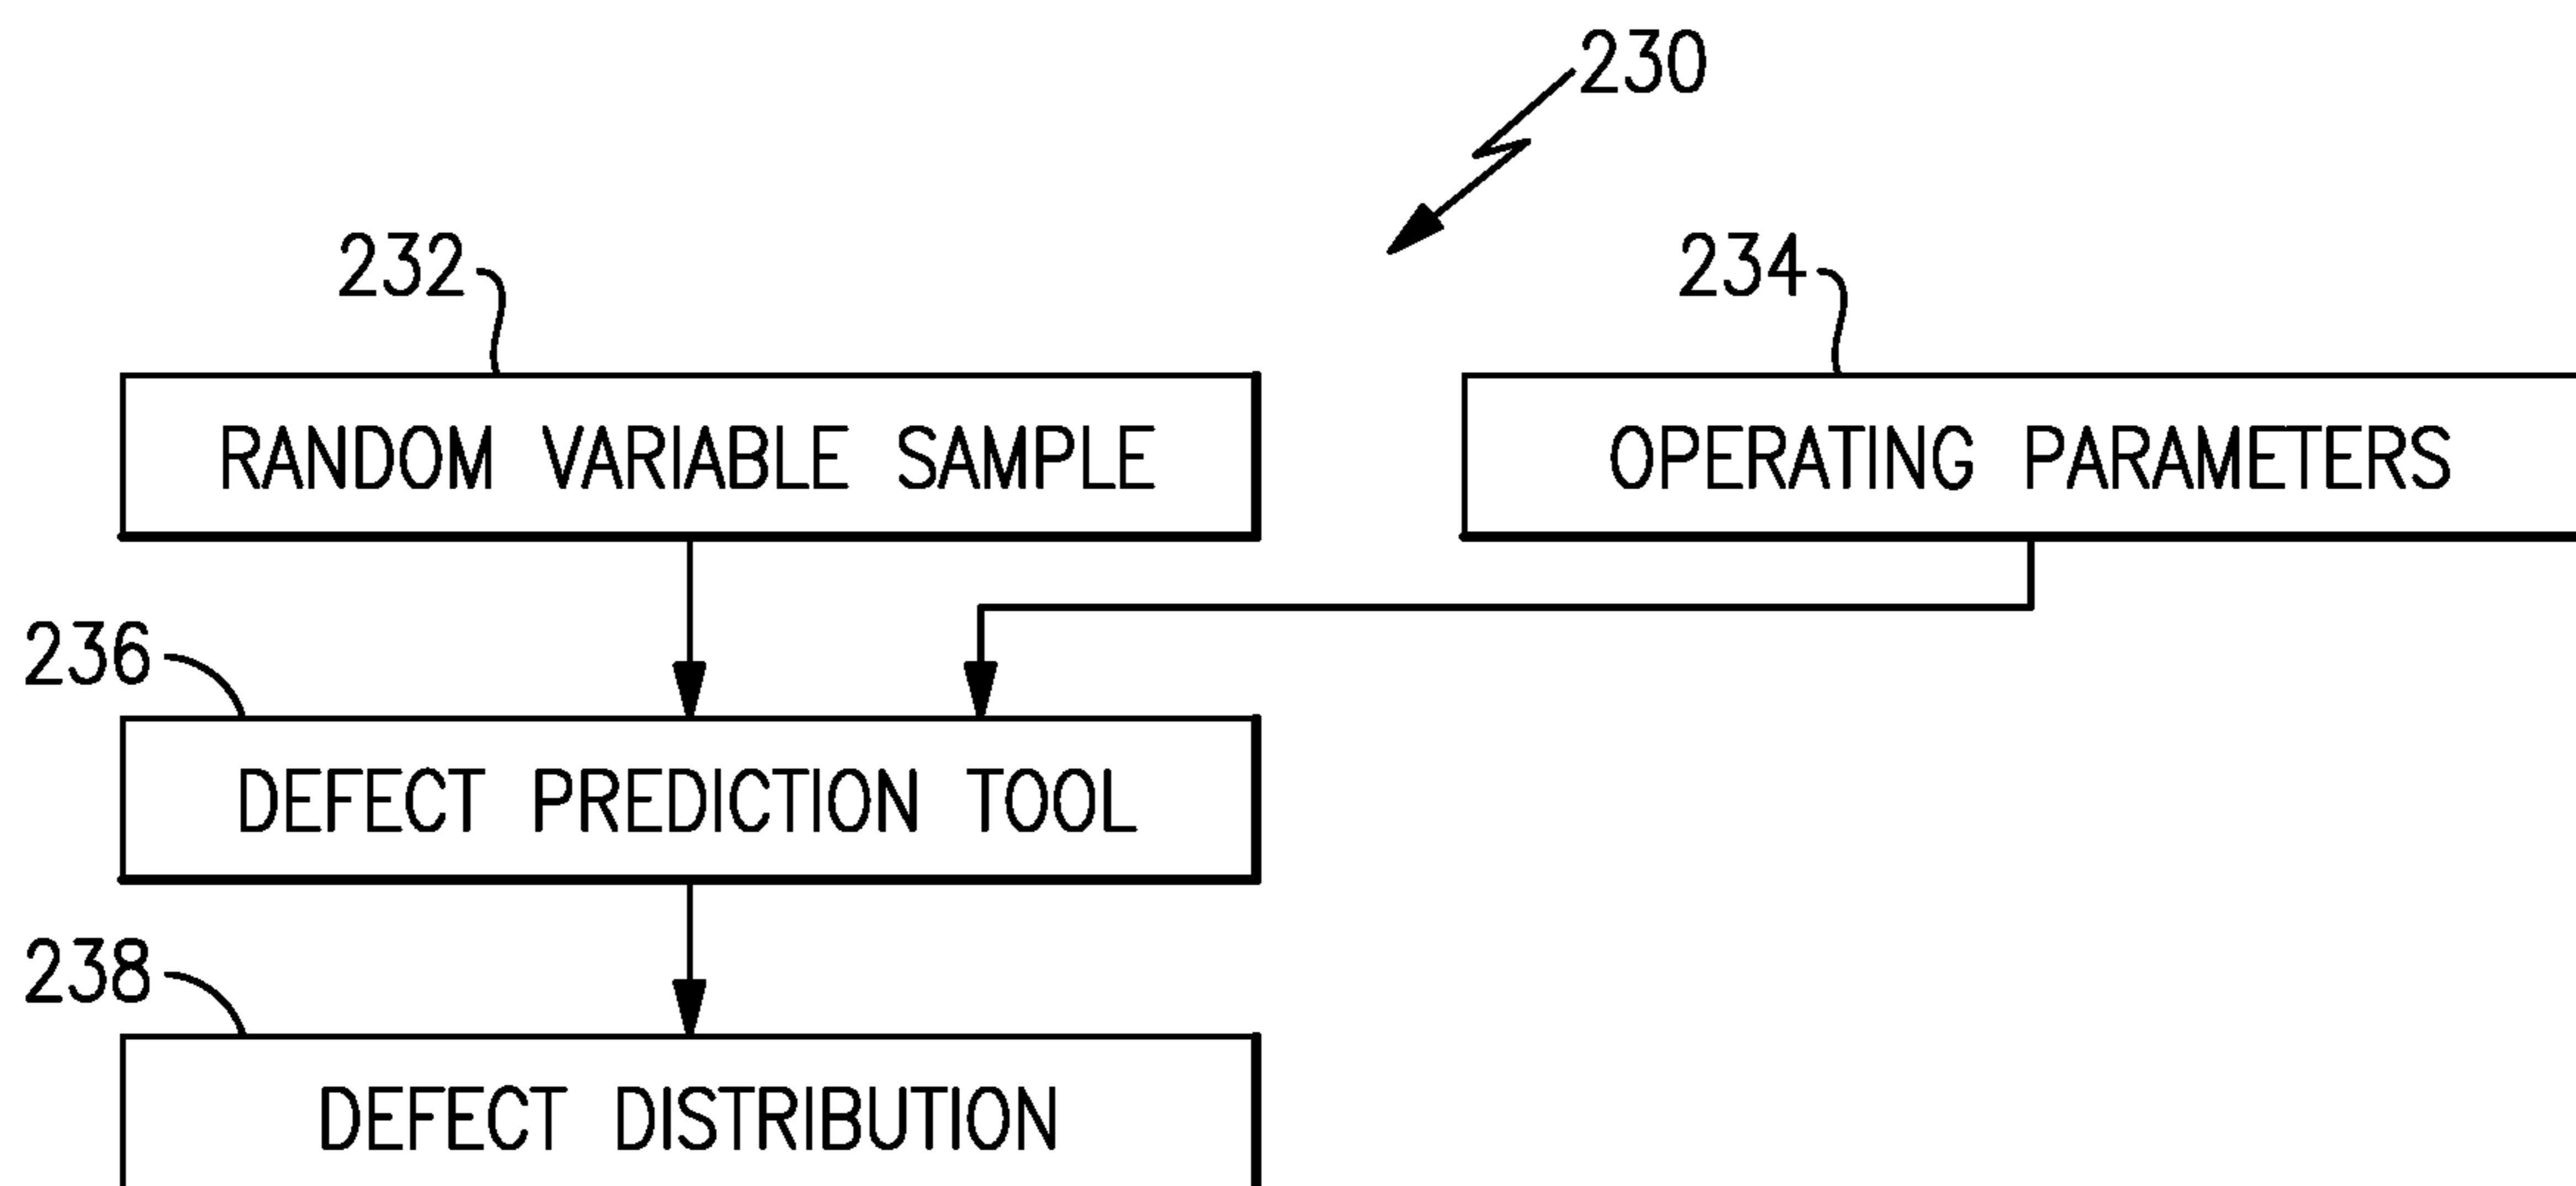 230
232
234
RANDOM VARIABLE SAMPLE
OPERATING PARAMETERS
236
DEFECT PREDICTION TOOL
238
DEFECT DISTRIBUTION